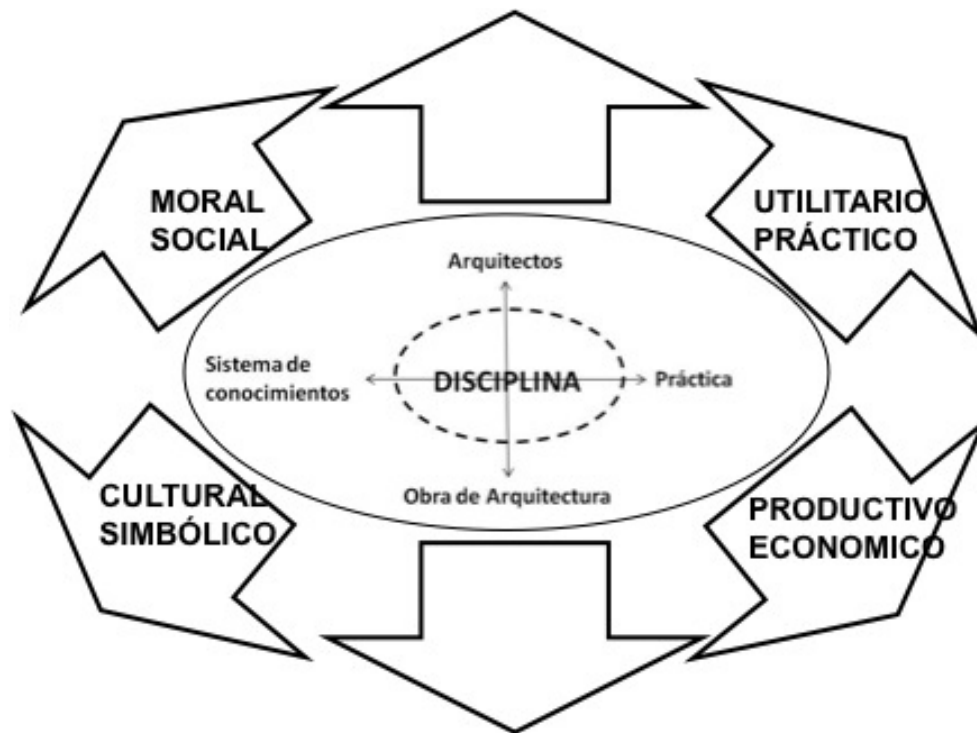 MORAL
SOCIAL
UTILITARIO
PRÁCTICO
Arquitectos
Sistema de
conocimientos
DISCIPLINA
Práctica
Obra de Arquitectura
CULTURAL
SIMBÓLICO
PRODUCTIVO
ECONOMICO